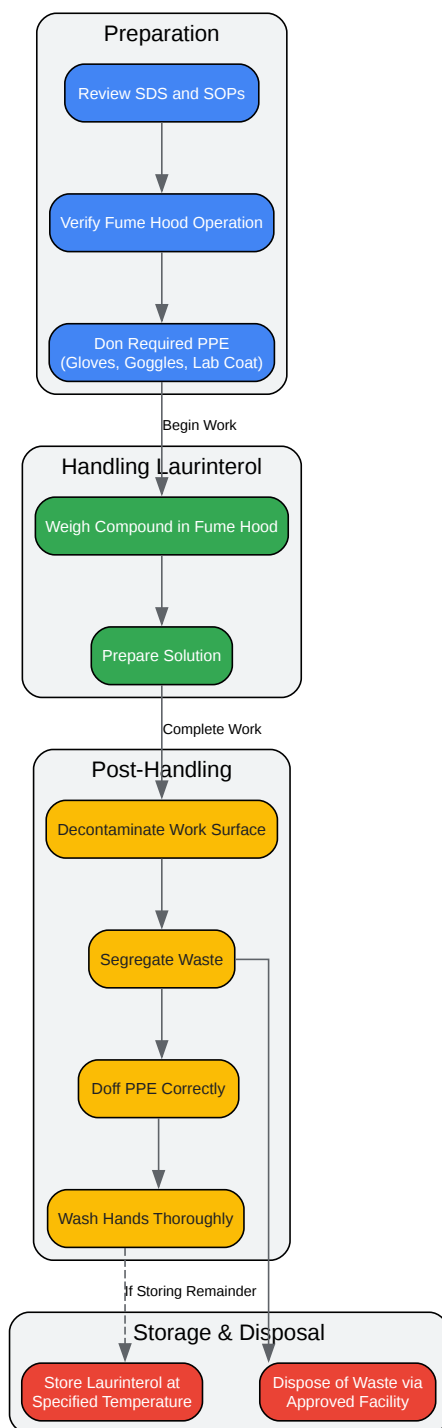 Preparation
Review SDS and SOPs
Verify Fume Hood Operation
Don Required PPE
(Gloves, Goggles, Lab Coat)
Begin Work
Handling Laurinterol
Weigh Compound in Fume Hood
Prepare Solution
Complete Work
Post-Handling
Decontaminate Work Surface
Segregate Waste
Doff PPE Correctly
Wash Hands Thoroughly
If Storing Remainder
Storage & Disposal
Store Laurinterol at
Specified Temperature
Dispose of Waste via
Approved Facility